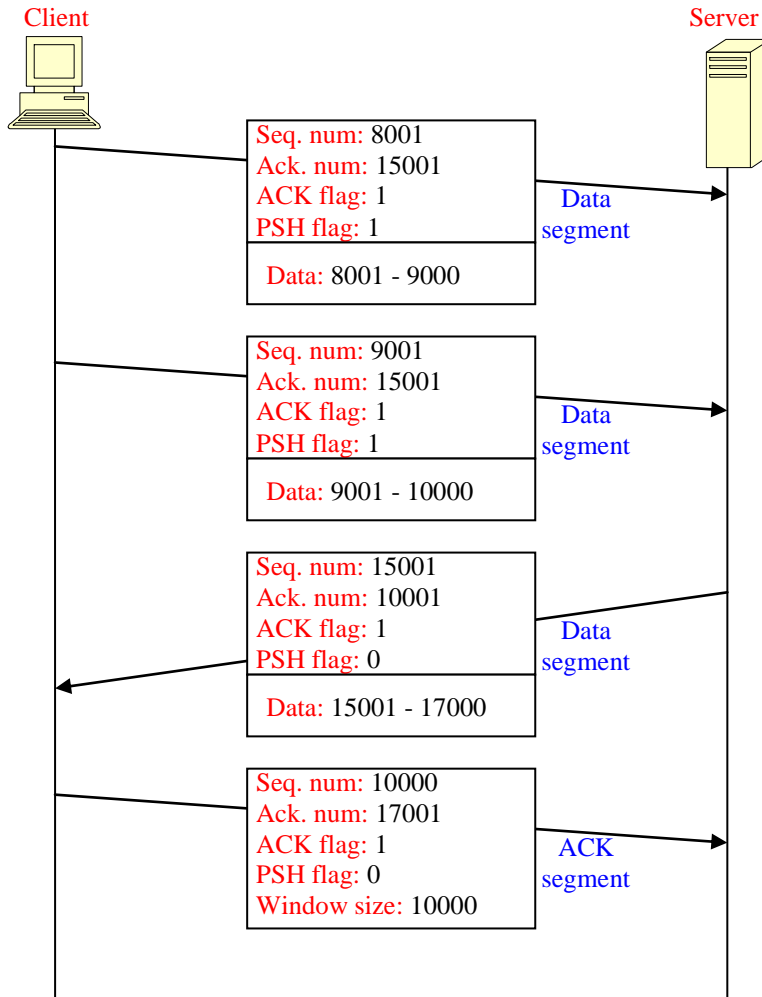 Client
Server
Seq. num: 8001
Ack. num: 15001
ACK flag: 1
PSH flag: 1
Data: 8001 - 9000
Data
segment
Seq. num: 9001
Ack. num: 15001
ACK flag: 1
PSH flag: 1
Data: 9001 - 10000
Data
segment
Seq. num: 15001
Ack. num: 10001
ACK flag: 1
PSH flag: 0
Data: 15001 - 17000
Data
segment
Seq. num: 10000
Ack. num: 17001
ACK flag: 1
PSH flag: 0
Window size: 10000
ACK
segment